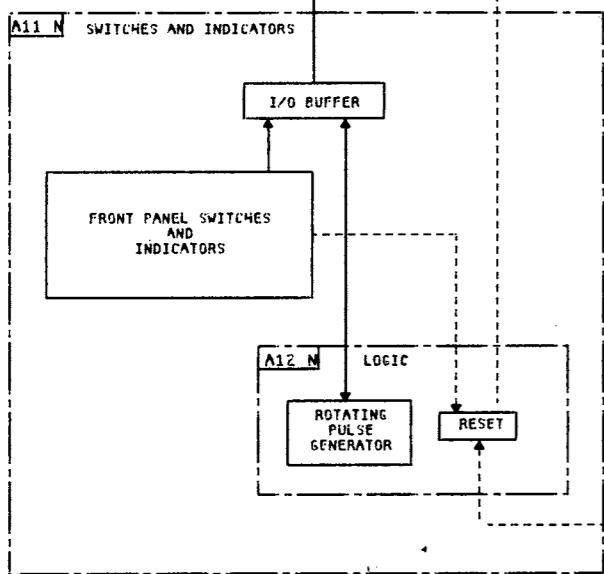 A11 N SWITCHES AND INDICATORS
I/O BUFFER
FRONT PANEL SWITCHES
AND
INDICATORS
A12 N LOGIC
ROTATING
PULSE
GENERATOR
RESET